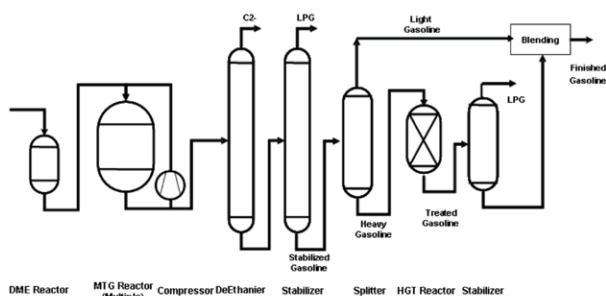 C2-
LPG
Light
Gasoline
Blending
Finished
Gasoline
LPG
Heavy
Gasoline
Treated
Gasoline
Stabilized
Gasoline
DME Reactor
MTG Reactor
(Multiple)
Compressor
DeEthanier
Stabilizer
Splitter
HGT Reactor
Stabilizer